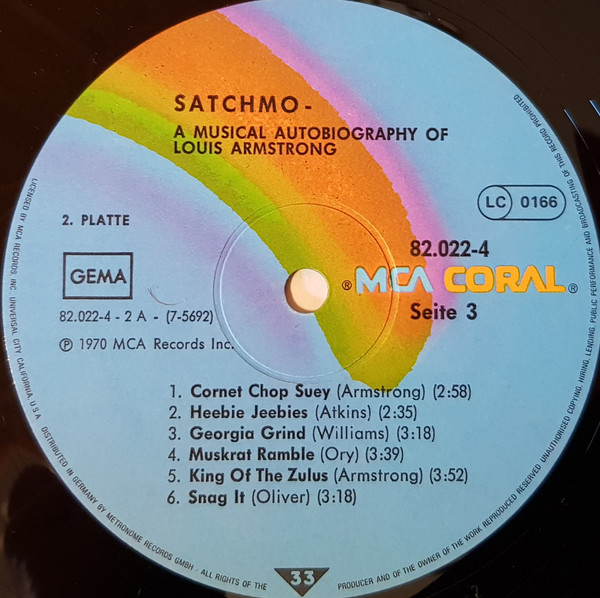 SATCHMO -
A MUSICAL AUTOBIOGRAPHY OF
LOUIS ARMSTRONG
2. PLATTE
LC 0166
GEMA
82.022-4
® MCA CORAL ®
82.022-4 - 2 A - (7-5692)
Seite 3
℗ 1970 MCA Records Inc.
1. Cornet Chop Suey (Armstrong) (2:58)
2. Heebie Jeebies (Atkins) (2:35)
3. Georgia Grind (Williams) (3:18)
4. Muskrat Ramble (Ory) (3:39)
5. King Of The Zulus (Armstrong) (3:52)
6. Snag It (Oliver) (3:18)
33
LICENSED BY MCA RECORDS, INC. UNIVERSAL CITY, CALIFORNIA, U.S.A
DISTRIBUTED IN GERMANY BY METRONOME RECORDS GMBH · ALL RIGHTS OF THE PRODUCER AND OF THE OWNER OF THE WORK REPRODUCED RESERVED. UNAUTHORISED COPYING, HIRING, LENDING, PUBLIC PERFORMANCE AND BROADCASTING OF THIS RECORD PROHIBITED